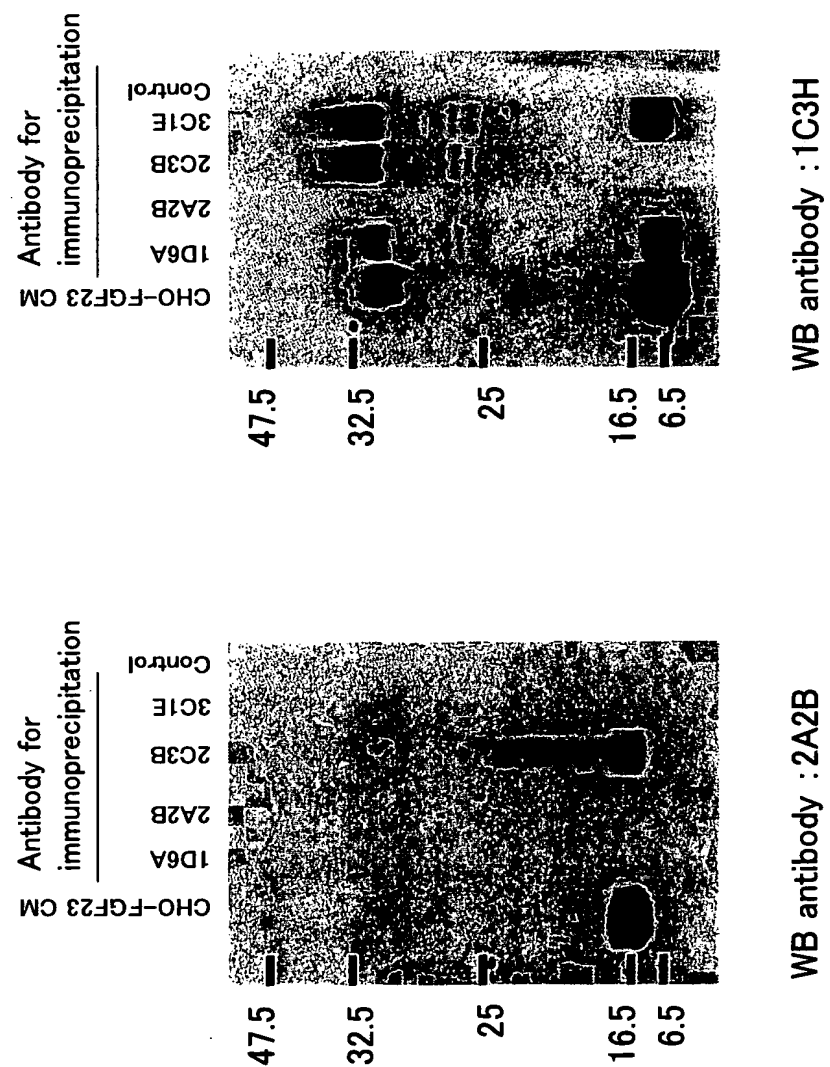 Antibody for
immunoprecipitation
CHO-FGF23 CM
1D6A
2A2B
2C3B
3C1E
Control
47.5
32.5
25
16.5
6.5
WB antibody :2A2B
Antibody for
immunoprecipitation
CHO-FGF23 CM
1D6A
2A2B
2C3B
3C1E
Control
47.5
32.5
25
16.5
6.5
WB antibody :1C3H